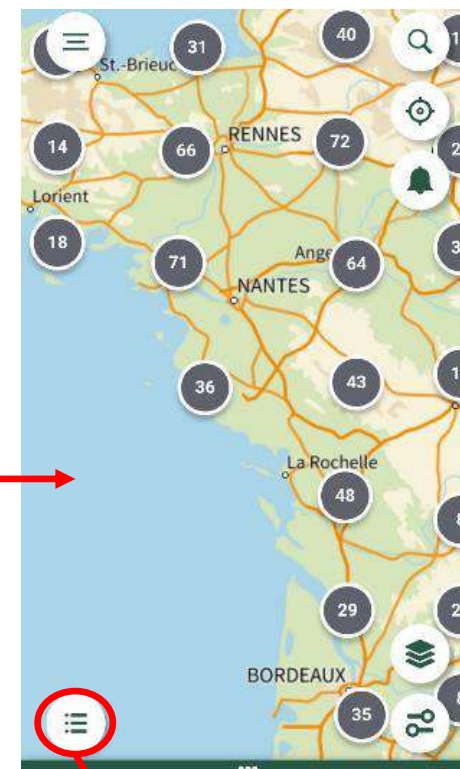 31
40
St.-Brieuc
RENNES
14
66
72
Lorient
18
71
Ange
64
NANTES
36
43
La Rochelle
48
29
BORDEAUX
35